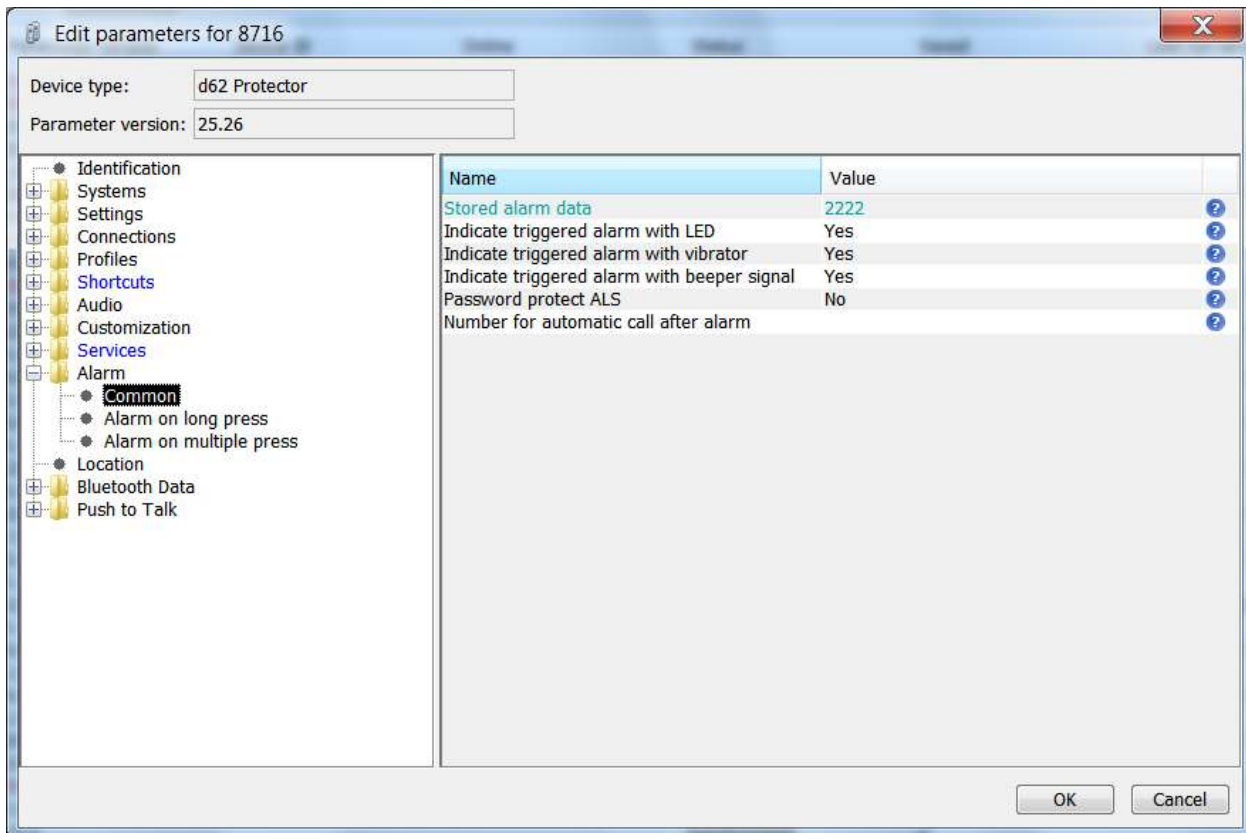 Edit parameters for 8716
Device type: d62 Protector
Parameter version: 25.26
Identification
Systems
Settings
Connections
Profiles
Shortcuts
Audio
Customization
Services
Alarm
Common
Alarm on long press
Alarm on multiple press
Location
Bluetooth Data
Push to Talk
Name Value
Stored alarm data 2222
Indicate triggered alarm with LED Yes
Indicate triggered alarm with vibrator Yes
Indicate triggered alarm with beeper signal Yes
Password protect ALS No
Number for automatic call after alarm
OK Cancel